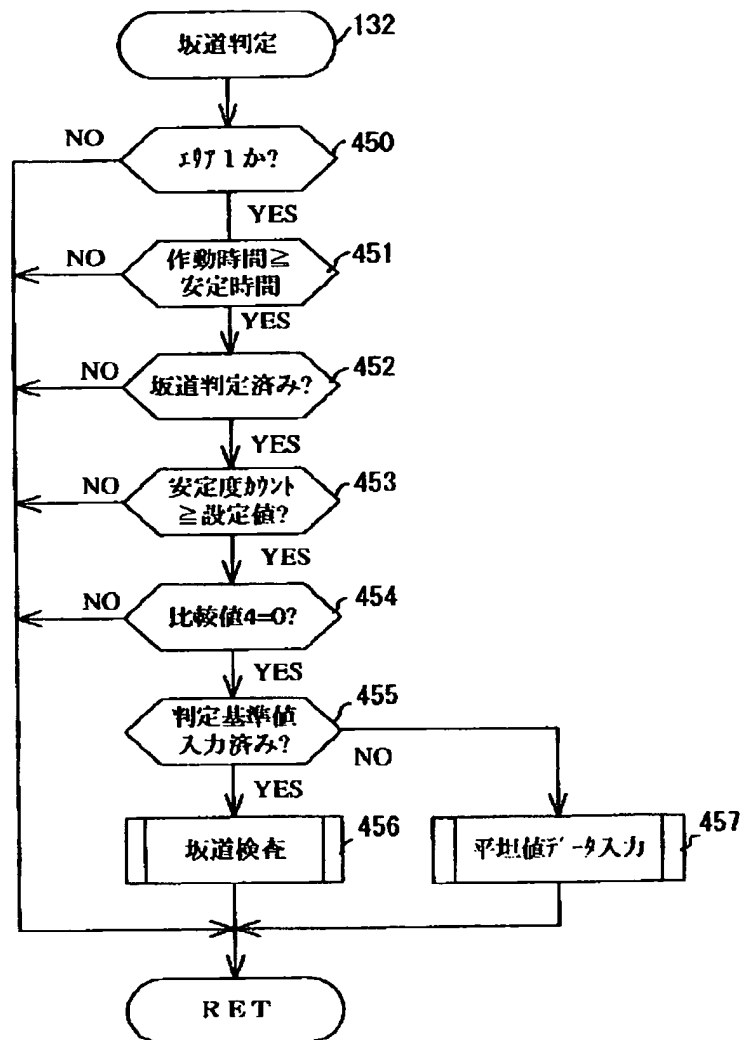 坂道判定
132
NO
ｴﾘｱ1か?
450
YES
NO
作動時間≧
安定時間
451
YES
NO
坂道判定済み?
452
YES
NO
安定度ｶｳﾝﾄ
≧設定値?
453
YES
NO
比較値4=0?
454
YES
判定基準値
入力済み?
455
NO
YES
坂道検査
456
平坦値ﾃﾞｰﾀ入力
457
RET